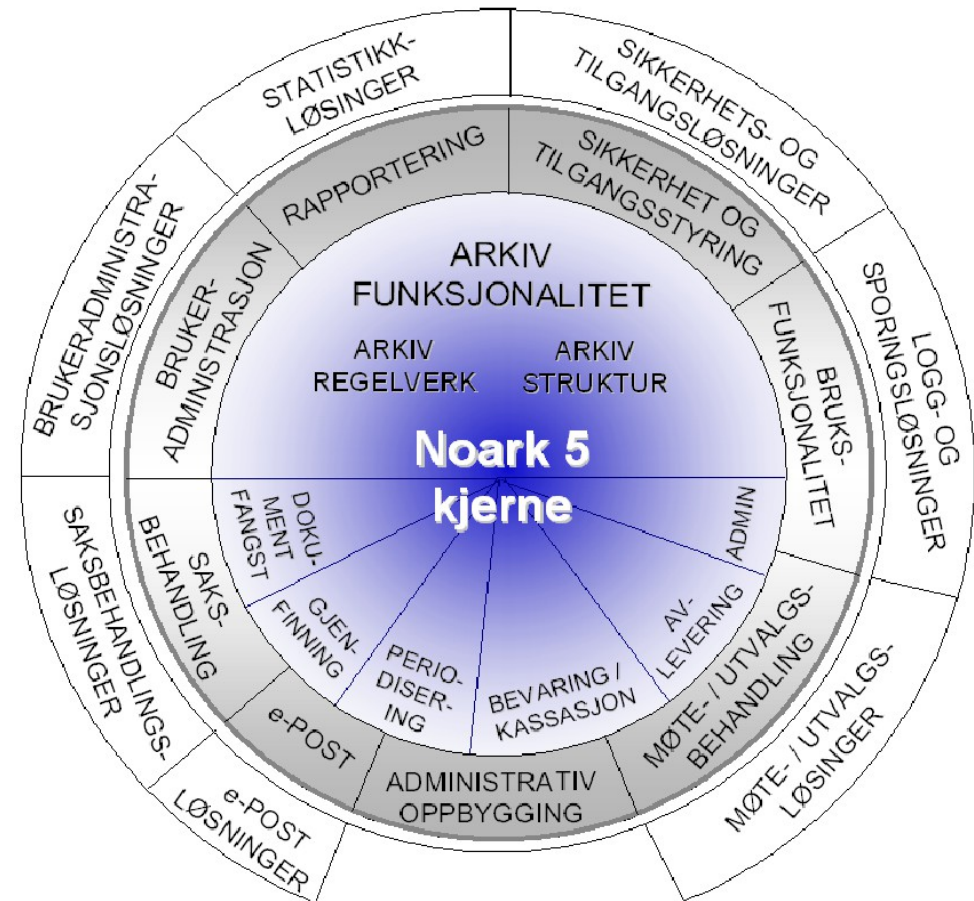 STATISTIKK-
LØSINGER
SIKKERHETS- OG
TILGANGSLØSNINGER
LOGG- OG
SPORINGSLØSNINGER
MØTE- / UTVALGS-
LØSINGER
e-POST
LØSNINGER
SAKSBEHANDLINGS-
LØSNINGER
BRUKERADMINISTRA-
SJONSLØSNINGER
RAPPORTERING
SIKKERHET OG
TILGANGSSTYRING
BRUKS-
FUNKSJONALITET
MØTE- / UTVALGS-
BEHANDLING
ADMINISTRATIV
OPPBYGGING
e-POST
SAKS-
BEHANDLING
BRUKER-
ADMINISTRASJON
ARKIV
FUNKSJONALITET
ARKIV
REGELVERK
ARKIV
STRUKTUR
Noark 5
kjerne
DOKU-
MENT
FANGST
GJEN-
FINNING
PERIO-
DISER-
ING
BEVARING /
KASSASJON
AV-
LEVERING
ADMIN